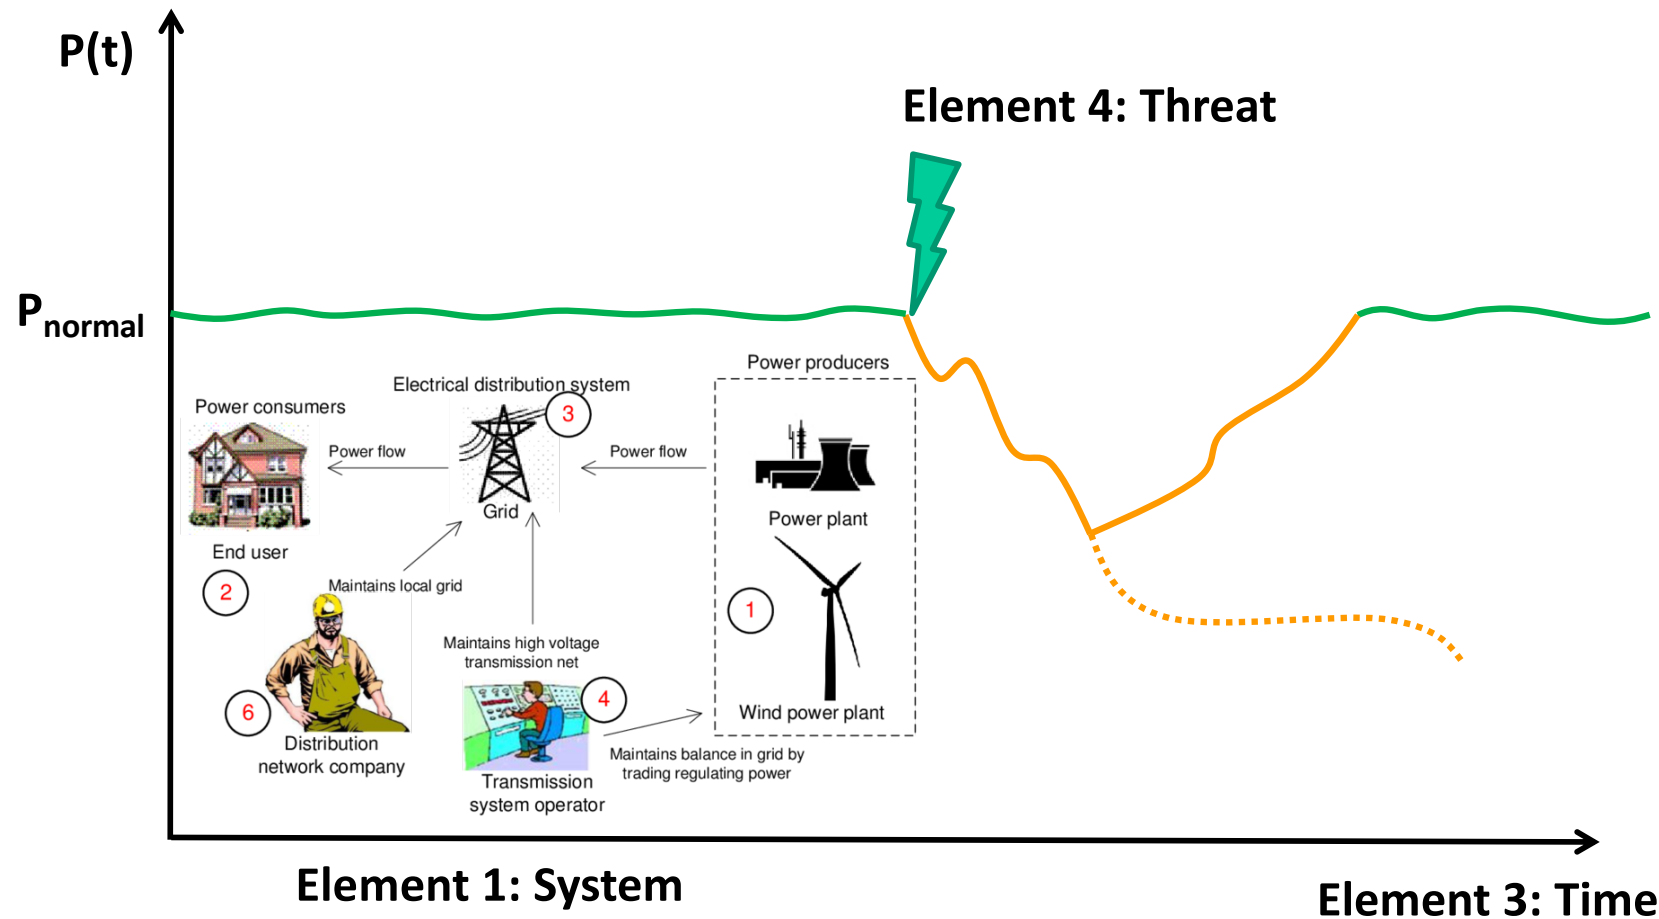 P(t)
Element 4: Threat
Pnormal
Power producers
Electrical distribution system
3
Power consumers
Power flow
Power flow
Grid
Power plant
End user
Maintains local grid
2
1
Maintains high voltage
transmission net
4
6
Wind power plant
Distribution
network company
Maintains balance in grid by
trading regulating power
Transmission
system operator
Element 1: System
Element 3: Time